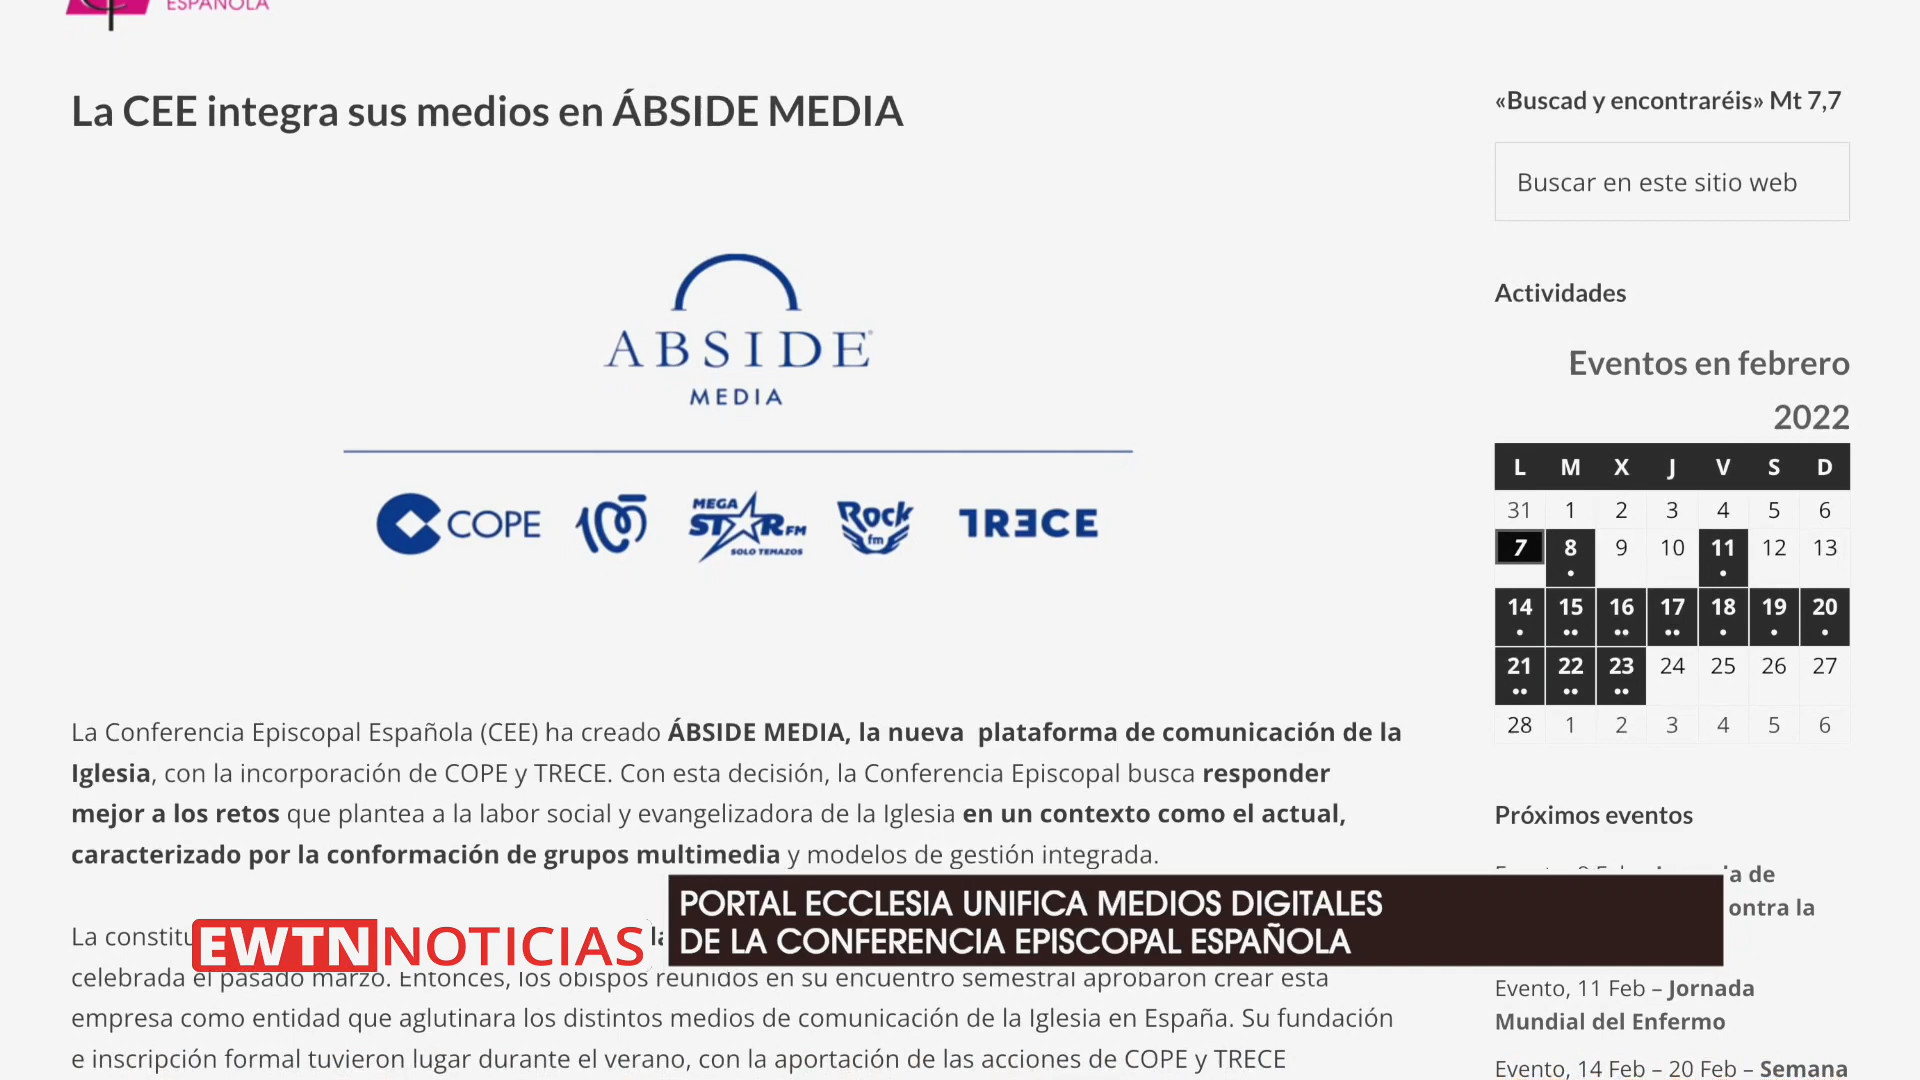 ESPAÑOLA
La CEE integra sus medios en ÁBSIDE MEDIA
ABSIDE
MEDIA
COPE
100
MEGA
STAR FM
SOLO TEMAZOS
ROCK
fm
TRECE
La Conferencia Episcopal Española (CEE) ha creado ÁBSIDE MEDIA, la nueva plataforma de comunicación de la
Iglesia, con la incorporación de COPE y TRECE. Con esta decisión, la Conferencia Episcopal busca responder
mejor a los retos que plantea a la labor social y evangelizadora de la Iglesia en un contexto como el actual,
caracterizado por la conformación de grupos multimedia y modelos de gestión integrada.
La constitu
celebrada el pasado marzo. Entonces, los obispos reunidos en su encuentro semestral aprobaron crear esta
empresa como entidad que aglutinara los distintos medios de comunicación de la Iglesia en España. Su fundación
e inscripción formal tuvieron lugar durante el verano, con la aportación de las acciones de COPE y TRECE
«Buscad y encontraréis» Mt 7,7
Buscar en este sitio web
Actividades
Eventos en febrero
2022
L M X J V S D
31 1 2 3 4 5 6
7 8 9 10 11 12 13
14 15 16 17 18 19 20
21 22 23 24 25 26 27
28 1 2 3 4 5 6
Próximos eventos
a de
ontra la
Evento, 11 Feb – Jornada
Mundial del Enfermo
Evento, 14 Feb – 20 Feb – Semana
EWTN NOTICIAS
PORTAL ECCLESIA UNIFICA MEDIOS DIGITALES
DE LA CONFERENCIA EPISCOPAL ESPAÑOLA